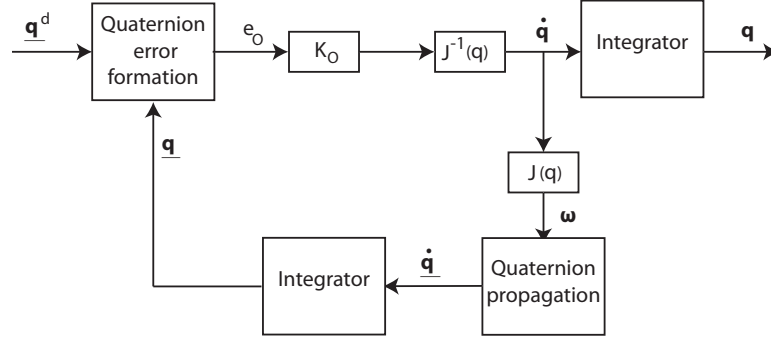 q^d
Quaternion
error
formation
e_O
K_O
J^-1(q)
q̇
Integrator
q
q
J(q)
ω
q̇
Integrator
Quaternion
propagation